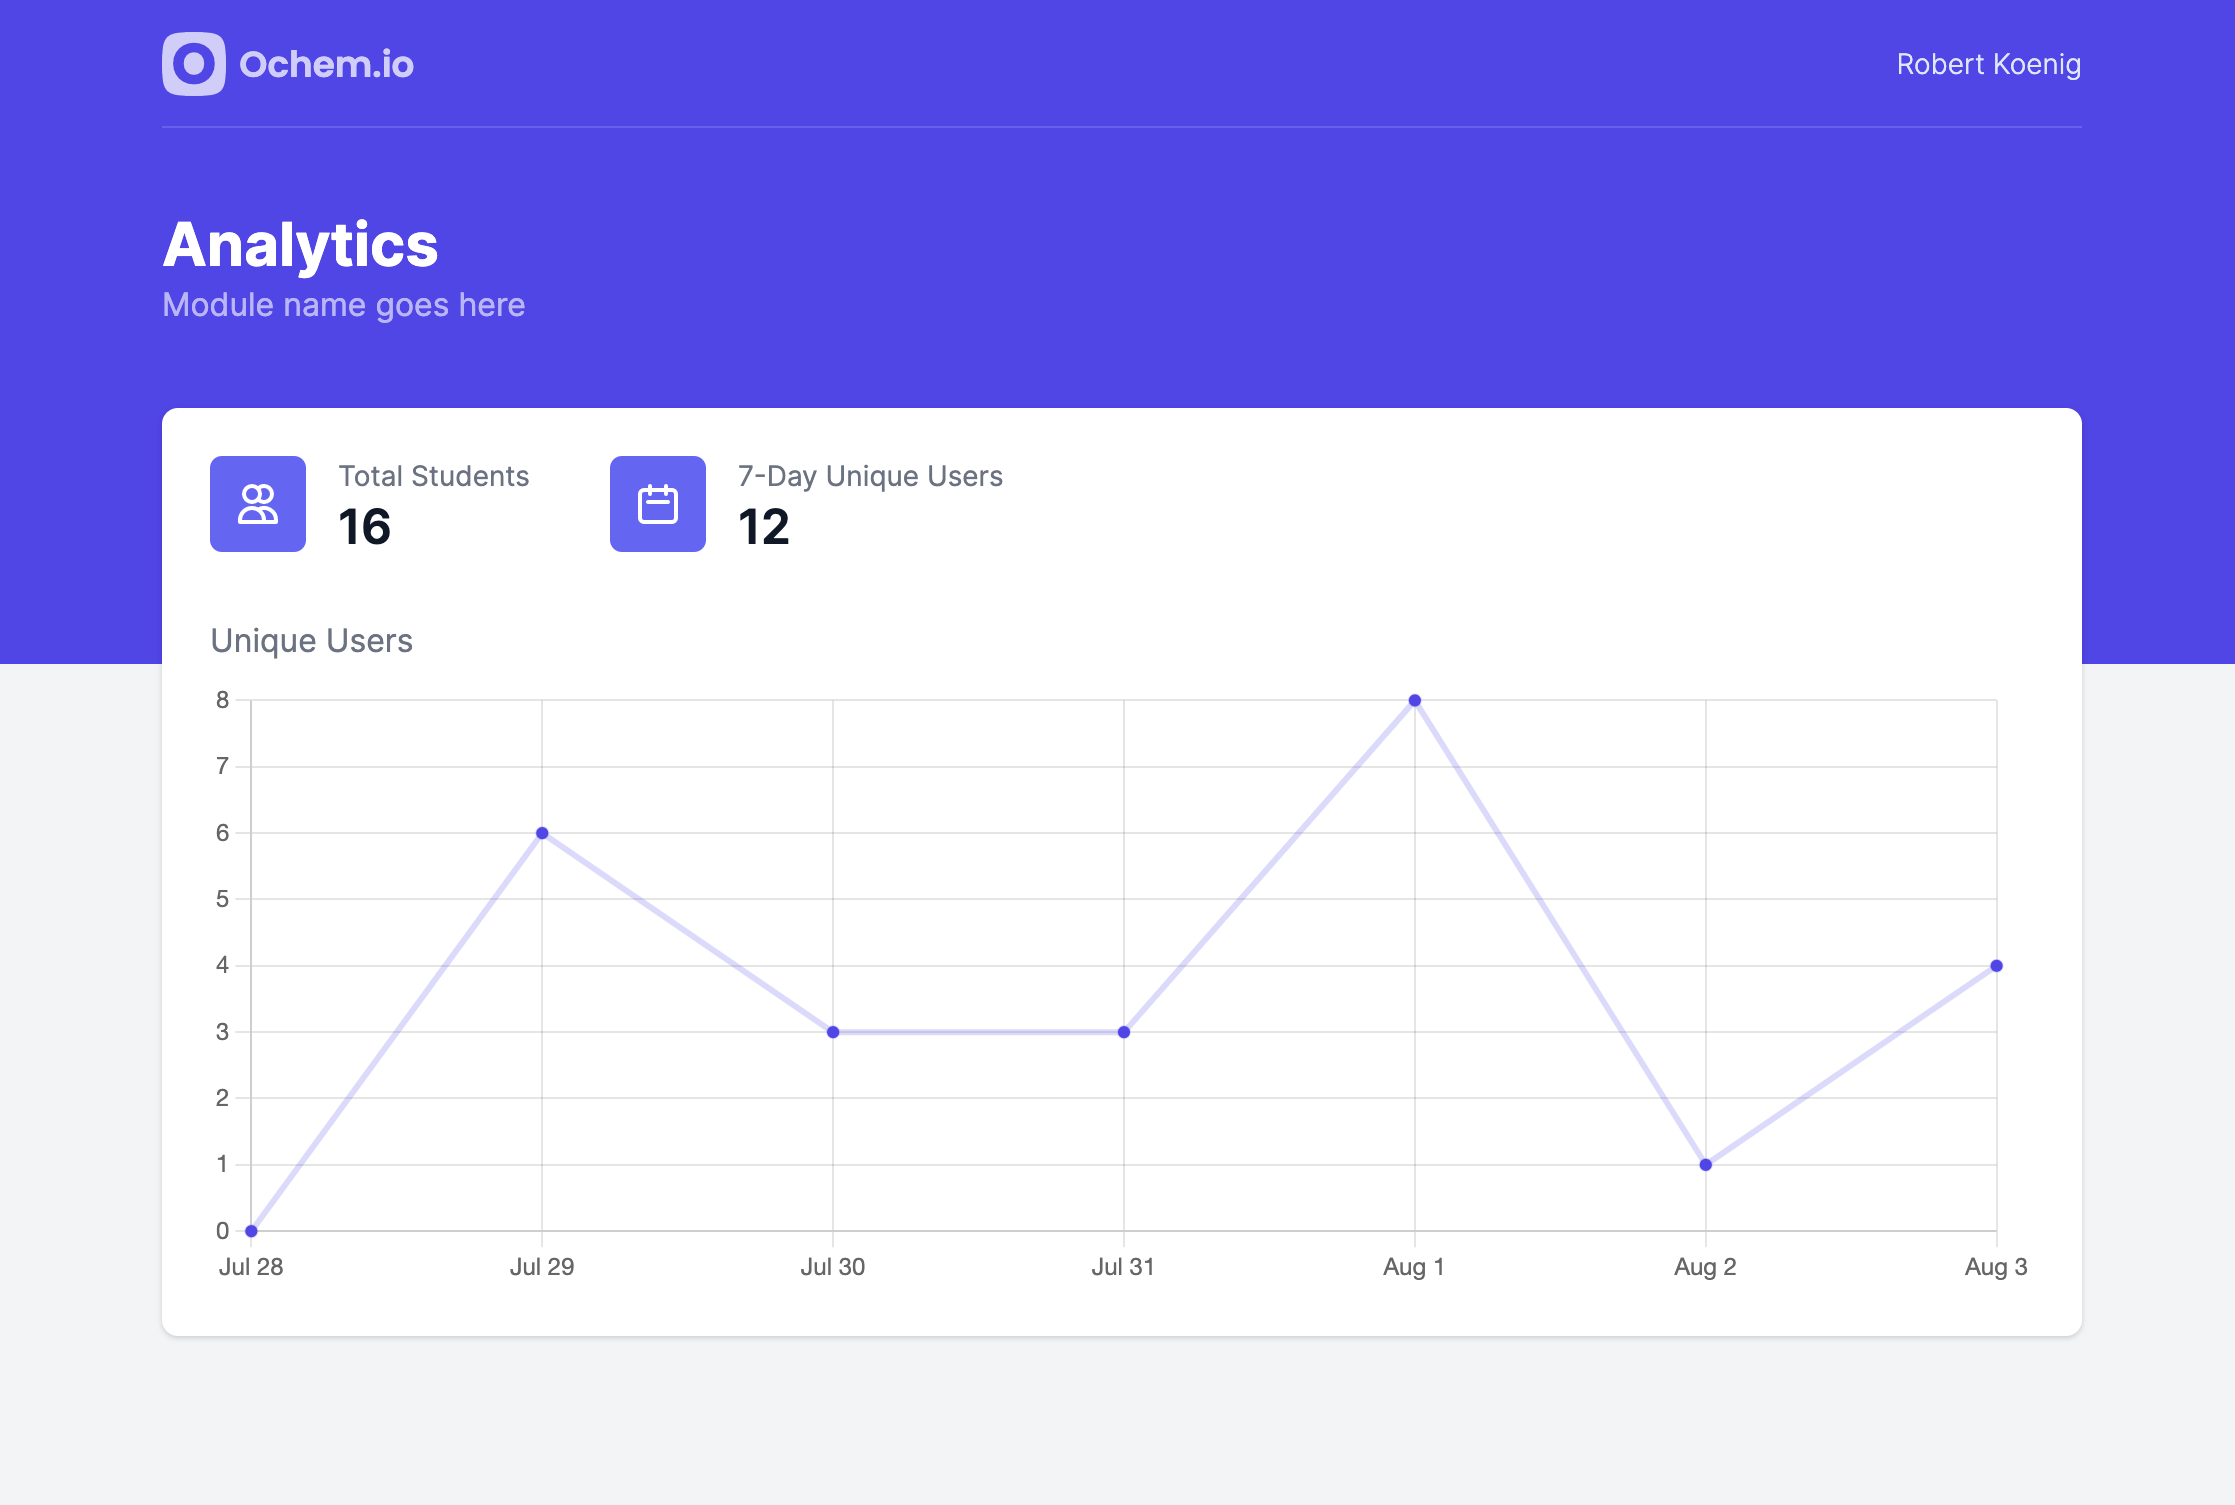 Ochem.io
Robert Koenig
Analytics
Module name goes here
Total Students
16
7-Day Unique Users
12
Unique Users
8
7
6
5
4
3
2
1
0
Jul 28 Jul 29 Jul 30 Jul 31 Aug 1 Aug 2 Aug 3